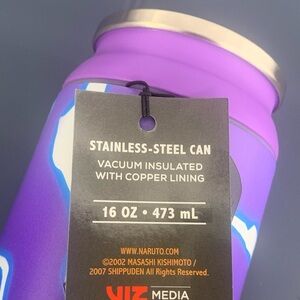 STAINLESS-STEEL CAN
VACUUM INSULATED
WITH COPPER LINING
16 OZ • 473 mL
WWW.NARUTO.COM
©2002 MASASHI KISHIMOTO /
2007 SHIPPUDEN All Rights Reserved.
VIZ MEDIA